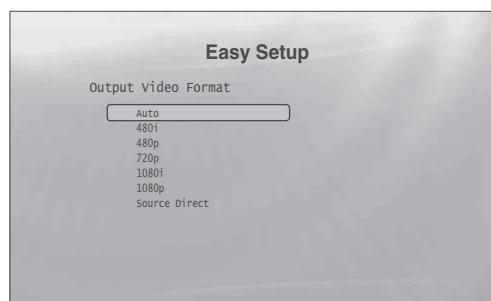 Easy Setup
Output Video Format
Auto
480i
480p
720p
1080i
1080p
Source Direct